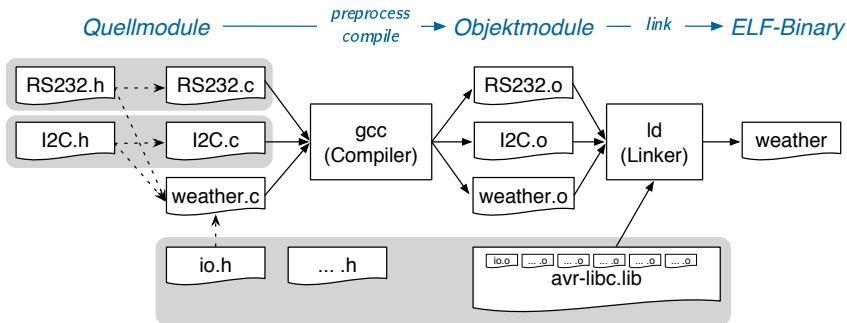 Quellmodule
preprocess
compile
Objektmodule
link
ELF-Binary
RS232.h
RS232.c
RS232.o
I2C.h
I2C.c
gcc
(Compiler)
I2C.o
ld
(Linker)
weather
weather.c
weather.o
io.h
... .h
io.o
... .o
... .o
... .o
... .o
... .o
avr-libc.lib